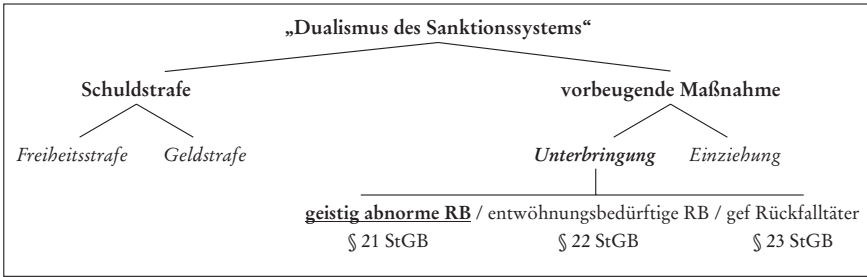 „Dualismus des Sanktionssystems“
Schuldstrafe vorbeugende Maßnahme
Freiheitsstrafe Geldstrafe Unterbringung Einziehung
geistig abnorme RB / entwöhnungsbedürftige RB / gef Rückfalltäter
§ 21 StGB § 22 StGB § 23 StGB